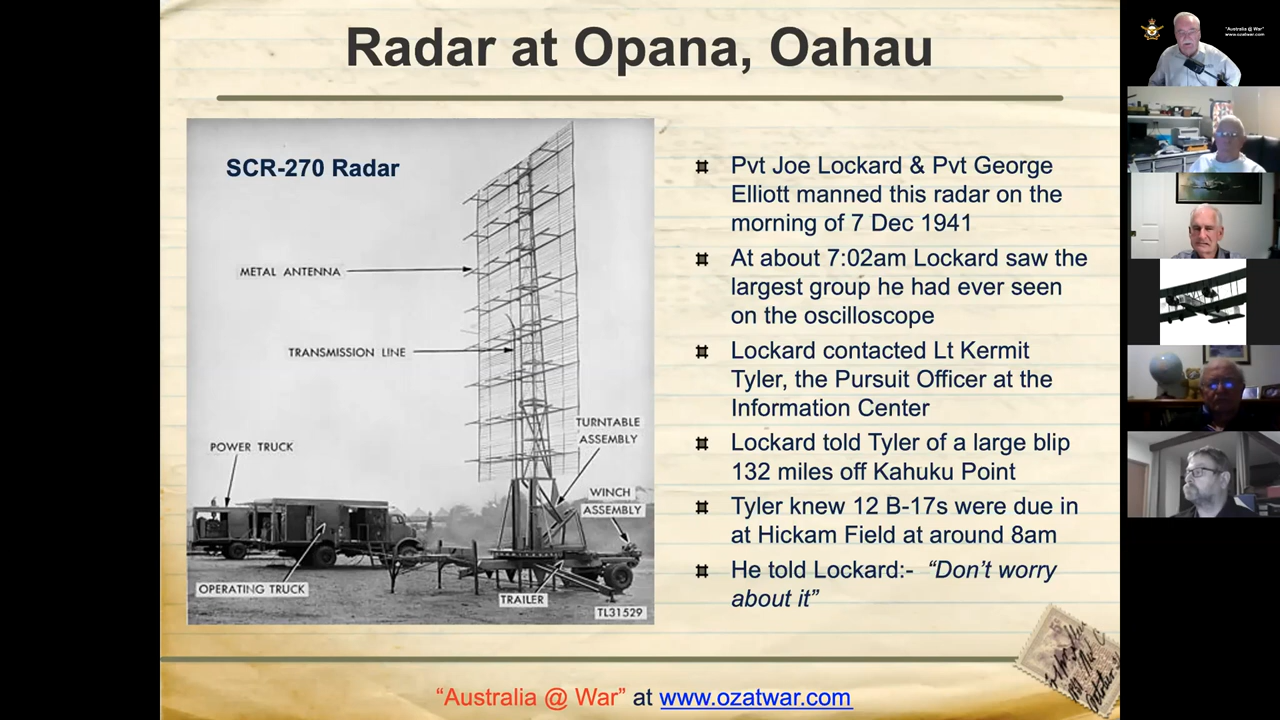 Radar at Opana, Oahau
SCR-270 Radar
METAL ANTENNA
TRANSMISSION LINE
TURNTABLE
ASSEMBLY
POWER TRUCK
WINCH
ASSEMBLY
OPERATING TRUCK
TRAILER
TL31529
Pvt Joe Lockard & Pvt George
Elliott manned this radar on the
morning of 7 Dec 1941
At about 7:02am Lockard saw the
largest group he had ever seen
on the oscilloscope
Lockard contacted Lt Kermit
Tyler, the Pursuit Officer at the
Information Center
Lockard told Tyler of a large blip
132 miles off Kahuku Point
Tyler knew 12 B-17s were due in
at Hickam Field at around 8am
He told Lockard:- “Don’t worry
about it”
“Australia @ War” at www.ozatwar.com
"Australia @ War"
www.ozatwar.com